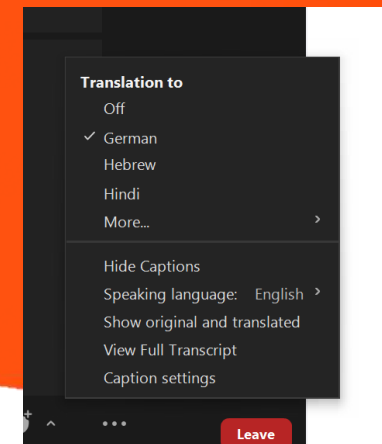 Translation to
Off
German
Hebrew
Hindi
More...
Hide Captions
Speaking language: English
Show original and translated
View Full Transcript
Caption settings
Leave